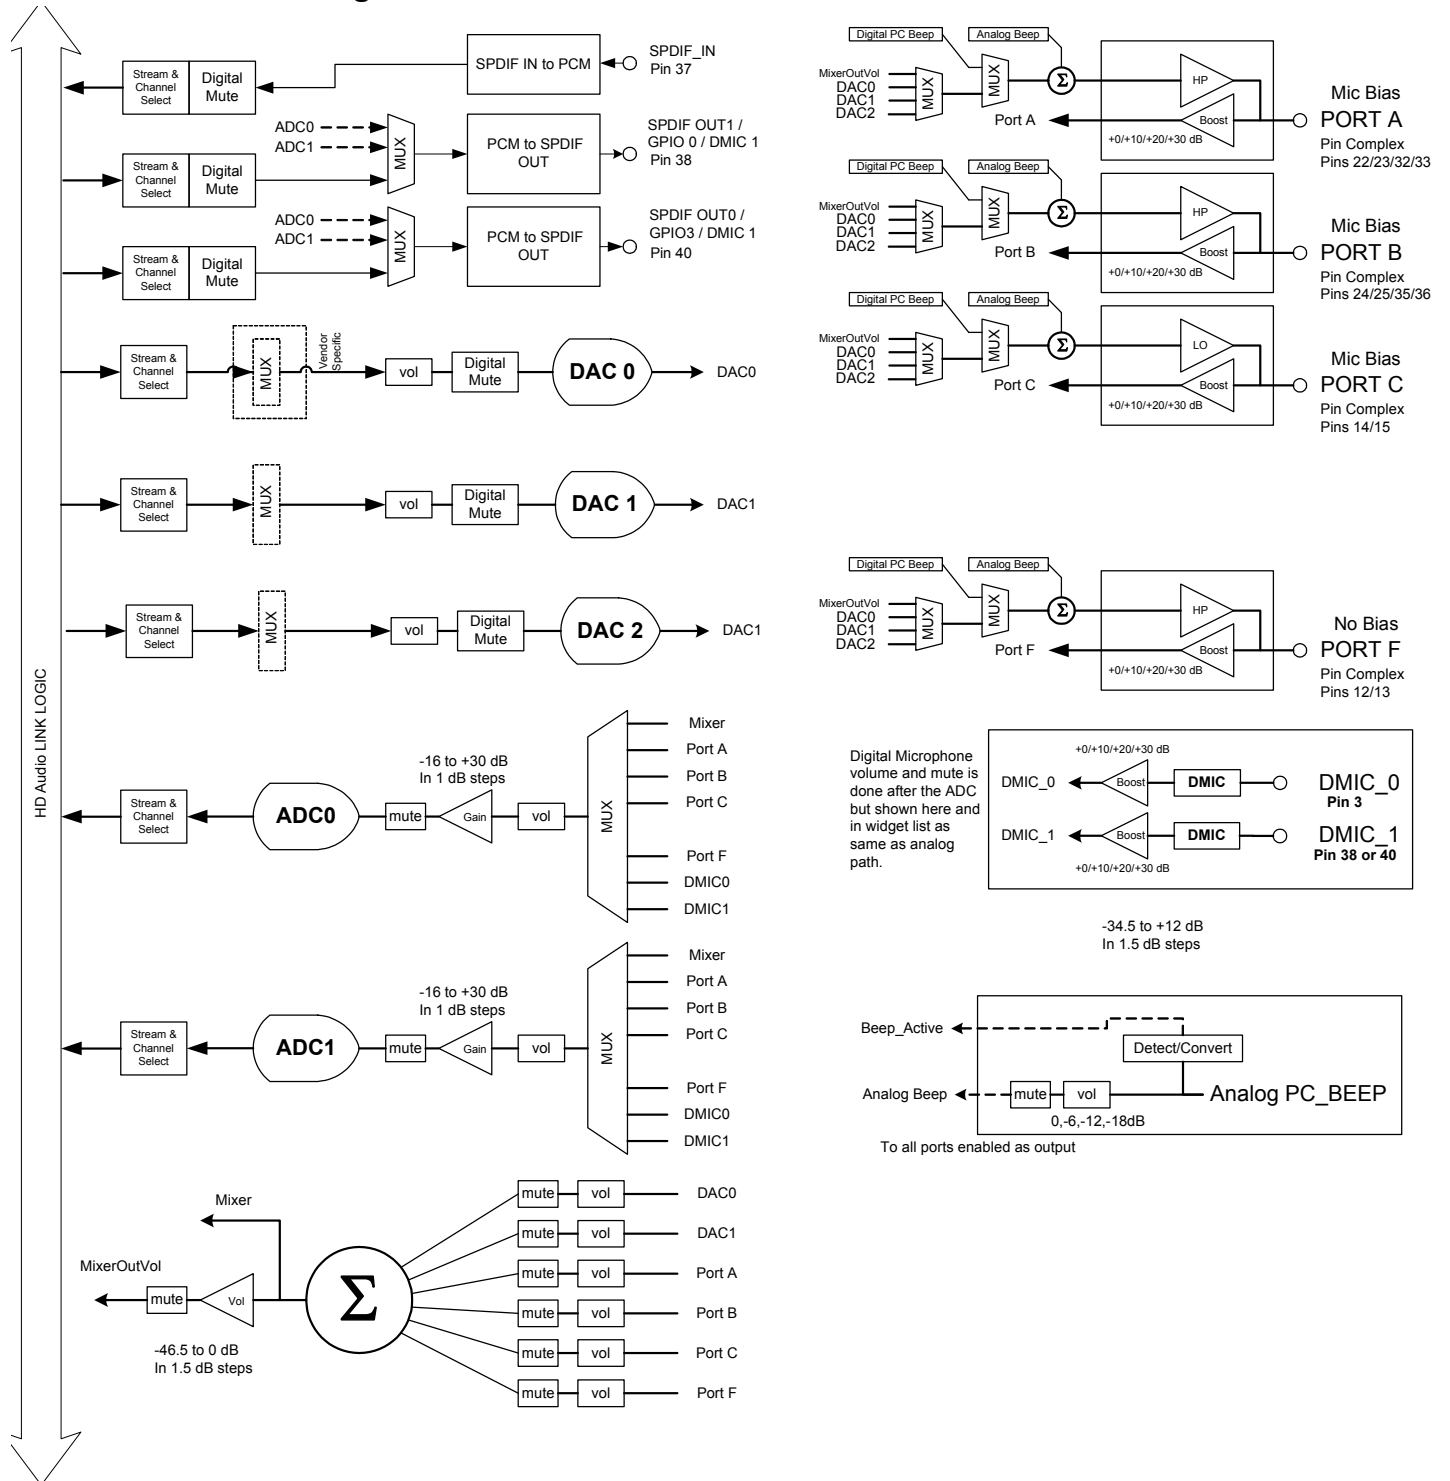 HD Audio LINK LOGIC
Stream &
Channel
Select
Digital
Mute
SPDIF IN to PCM
SPDIF_IN
Pin 37
ADC0
ADC1
Stream &
Channel
Select
Digital
Mute
MUX
PCM to SPDIF
OUT
SPDIF OUT1 /
GPIO 0 / DMIC 1
Pin 38
ADC0
ADC1
Stream &
Channel
Select
Digital
Mute
MUX
PCM to SPDIF
OUT
SPDIF OUT0 /
GPIO3 / DMIC 1
Pin 40
Stream &
Channel
Select
MUX
Vendor
Specific
vol
Digital
Mute
DAC 0
DAC0
Stream &
Channel
Select
MUX
vol
Digital
Mute
DAC 1
DAC1
Stream &
Channel
Select
MUX
vol
Digital
Mute
DAC 2
DAC1
Stream &
Channel
Select
ADC0
mute
-16 to +30 dB
In 1 dB steps
Gain
vol
MUX
Mixer
Port A
Port B
Port C
Port F
DMIC0
DMIC1
Stream &
Channel
Select
ADC1
mute
-16 to +30 dB
In 1 dB steps
Gain
vol
MUX
Mixer
Port A
Port B
Port C
Port F
DMIC0
DMIC1
Mixer
MixerOutVol
mute
Vol
-46.5 to 0 dB
In 1.5 dB steps
Σ
mute
vol
DAC0
mute
vol
DAC1
mute
vol
Port A
mute
vol
Port B
mute
vol
Port C
mute
vol
Port F
Digital PC Beep
Analog Beep
MixerOutVol
DAC0
DAC1
DAC2
MUX
MUX
Σ
HP
Port A
Boost
+0/+10/+20/+30 dB
Mic Bias
PORT A
Pin Complex
Pins 22/23/32/33
Digital PC Beep
Analog Beep
MixerOutVol
DAC0
DAC1
DAC2
MUX
MUX
Σ
HP
Port B
Boost
+0/+10/+20/+30 dB
Mic Bias
PORT B
Pin Complex
Pins 24/25/35/36
Digital PC Beep
Analog Beep
MixerOutVol
DAC0
DAC1
DAC2
MUX
MUX
Σ
LO
Port C
Boost
+0/+10/+20/+30 dB
Mic Bias
PORT C
Pin Complex
Pins 14/15
Digital PC Beep
Analog Beep
MixerOutVol
DAC0
DAC1
DAC2
MUX
MUX
Σ
HP
Port F
Boost
+0/+10/+20/+30 dB
No Bias
PORT F
Pin Complex
Pins 12/13
Digital Microphone
volume and mute is
done after the ADC
but shown here and
in widget list as
same as analog
path.
+0/+10/+20/+30 dB
DMIC_0
Boost
DMIC
DMIC_0
Pin 3
DMIC_1
Boost
DMIC
DMIC_1
Pin 38 or 40
+0/+10/+20/+30 dB
-34.5 to +12 dB
In 1.5 dB steps
Beep_Active
Detect/Convert
Analog Beep
mute
vol
Analog PC_BEEP
0,-6,-12,-18dB
To all ports enabled as output